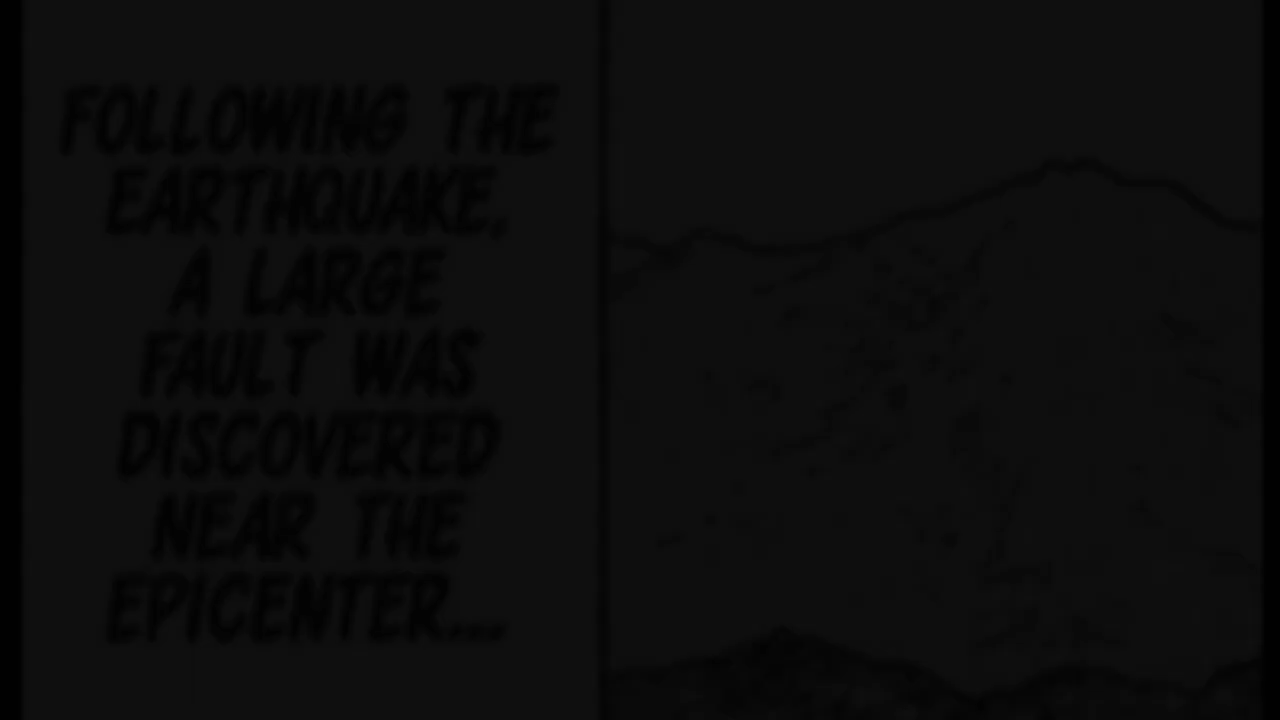 FOLLOWING THE
EARTHQUAKE,
A LARGE
FAULT WAS
DISCOVERED
NEAR THE
EPICENTER...